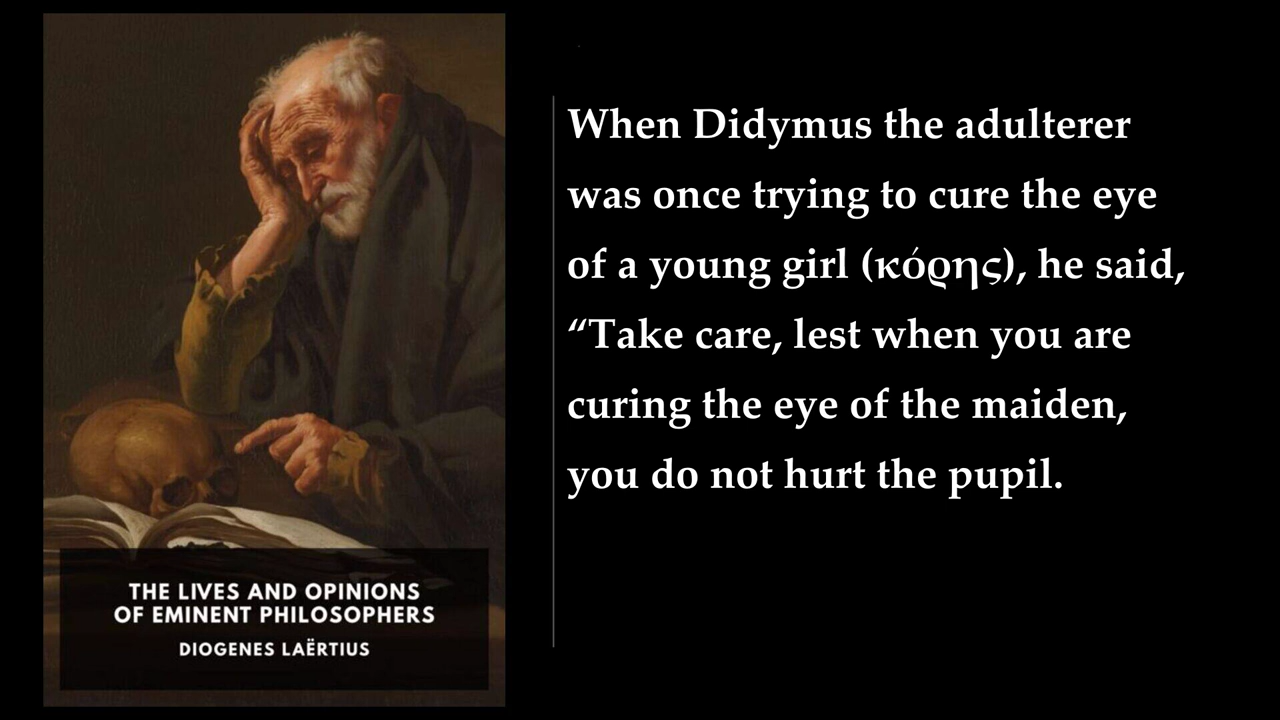 THE LIVES AND OPINIONS
OF EMINENT PHILOSOPHERS
DIOGENES LAËRTIUS
When Didymus the adulterer
was once trying to cure the eye
of a young girl (κόρης), he said,
“Take care, lest when you are
curing the eye of the maiden,
you do not hurt the pupil.